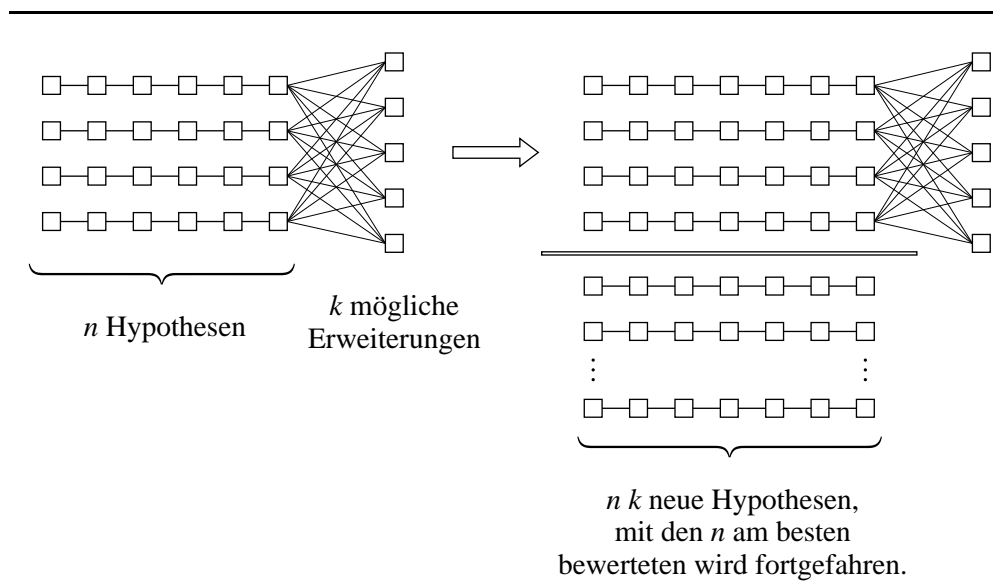 n Hypothesen
k mögliche
Erweiterungen
n k neue Hypothesen,
mit den n am besten
bewerteten wird fortgefahren.